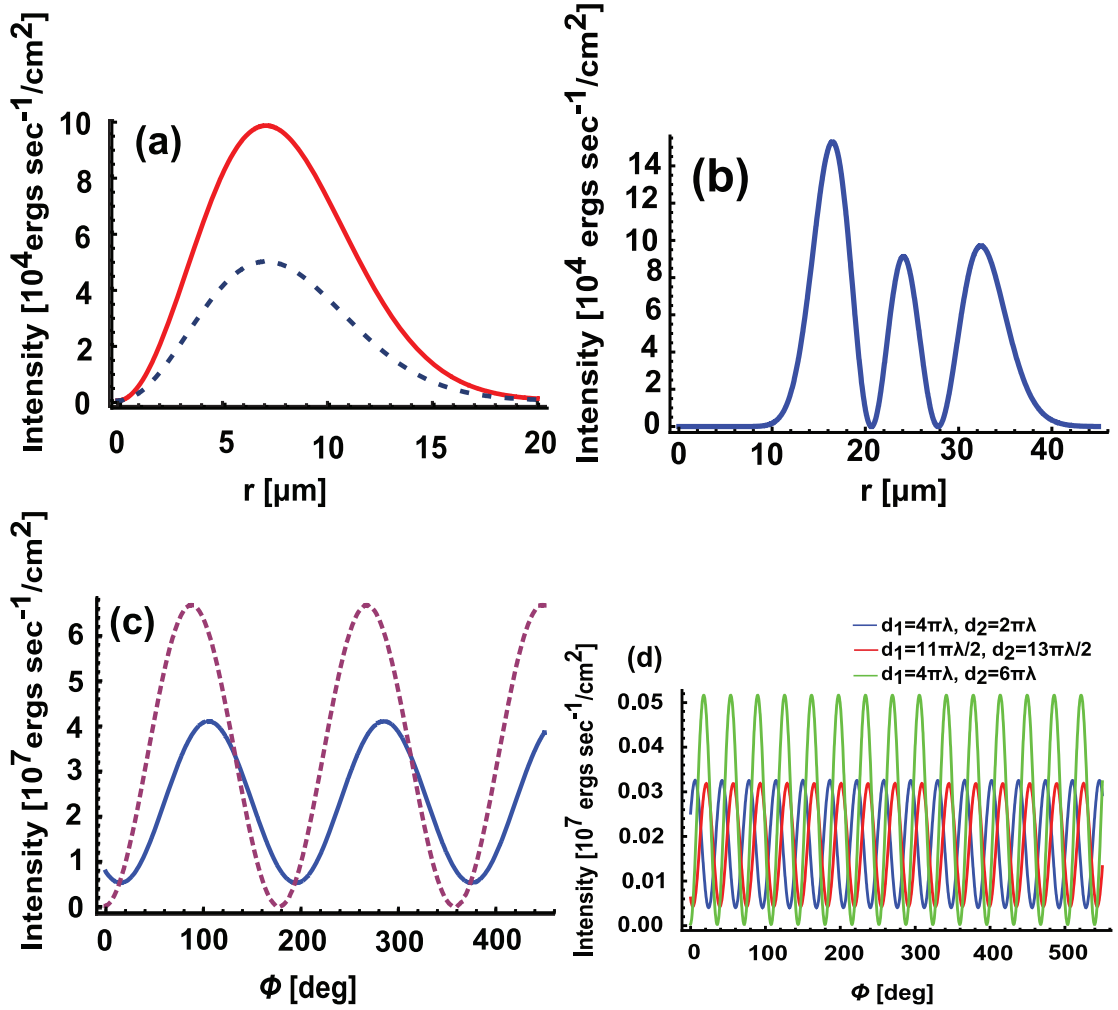 Intensity [10⁴ergs sec⁻¹/cm²]
(a)
10
8
6
4
2
0
0 5 10 15 20
r [μm]
Intensity [10⁴ ergs sec⁻¹/cm²]
(b)
14
12
10
8
6
4
2
0
0 10 20 30 40
r [μm]
Intensity [10⁷ ergs sec⁻¹/cm²]
(c)
6
5
4
3
2
1
0
0 100 200 300 400
Φ [deg]
d1=4πλ, d2=2πλ
d1=11πλ/2, d2=13πλ/2
d1=4πλ, d2=6πλ
(d)
Intensity [10⁷ ergs sec⁻¹/cm²]
0.05
0.04
0.03
0.02
0.01
0.00
0 100 200 300 400 500
Φ [deg]